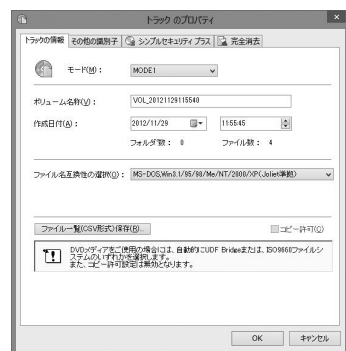 トラック のプロパティ
トラックの情報 その他の識別子 シンプルセキュリティ プラス 完全消去
モード(M): MODE1
ボリューム名称(V): VOL_20121129115540
作成日付(A): 2012/11/29 11:55:45
フォルダ数: 0 ファイル数: 4
ファイル名互換性の選択(O): MS-DOS,Win3.1/95/98/Me/NT/2000/XP(Joliet準拠)
ファイル一覧(CSV形式)保存(R)... コピー許可(O)
DVDメディアをご使用の場合には、自動的にUDF Bridgeまたは、ISO9660ファイルシ
ステムのいずれかを選択します。
また、コピー許可設定は無効となります。
OK キャンセル